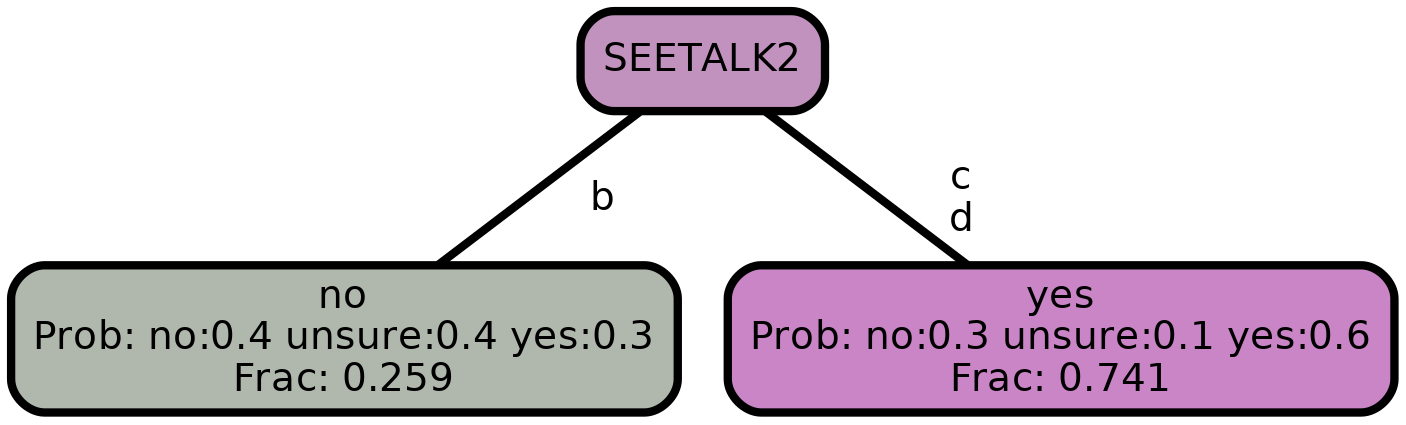 SEETALK2
b
c
d
no
Prob: no:0.4 unsure:0.4 yes:0.3
Frac: 0.259
yes
Prob: no:0.3 unsure:0.1 yes:0.6
Frac: 0.741